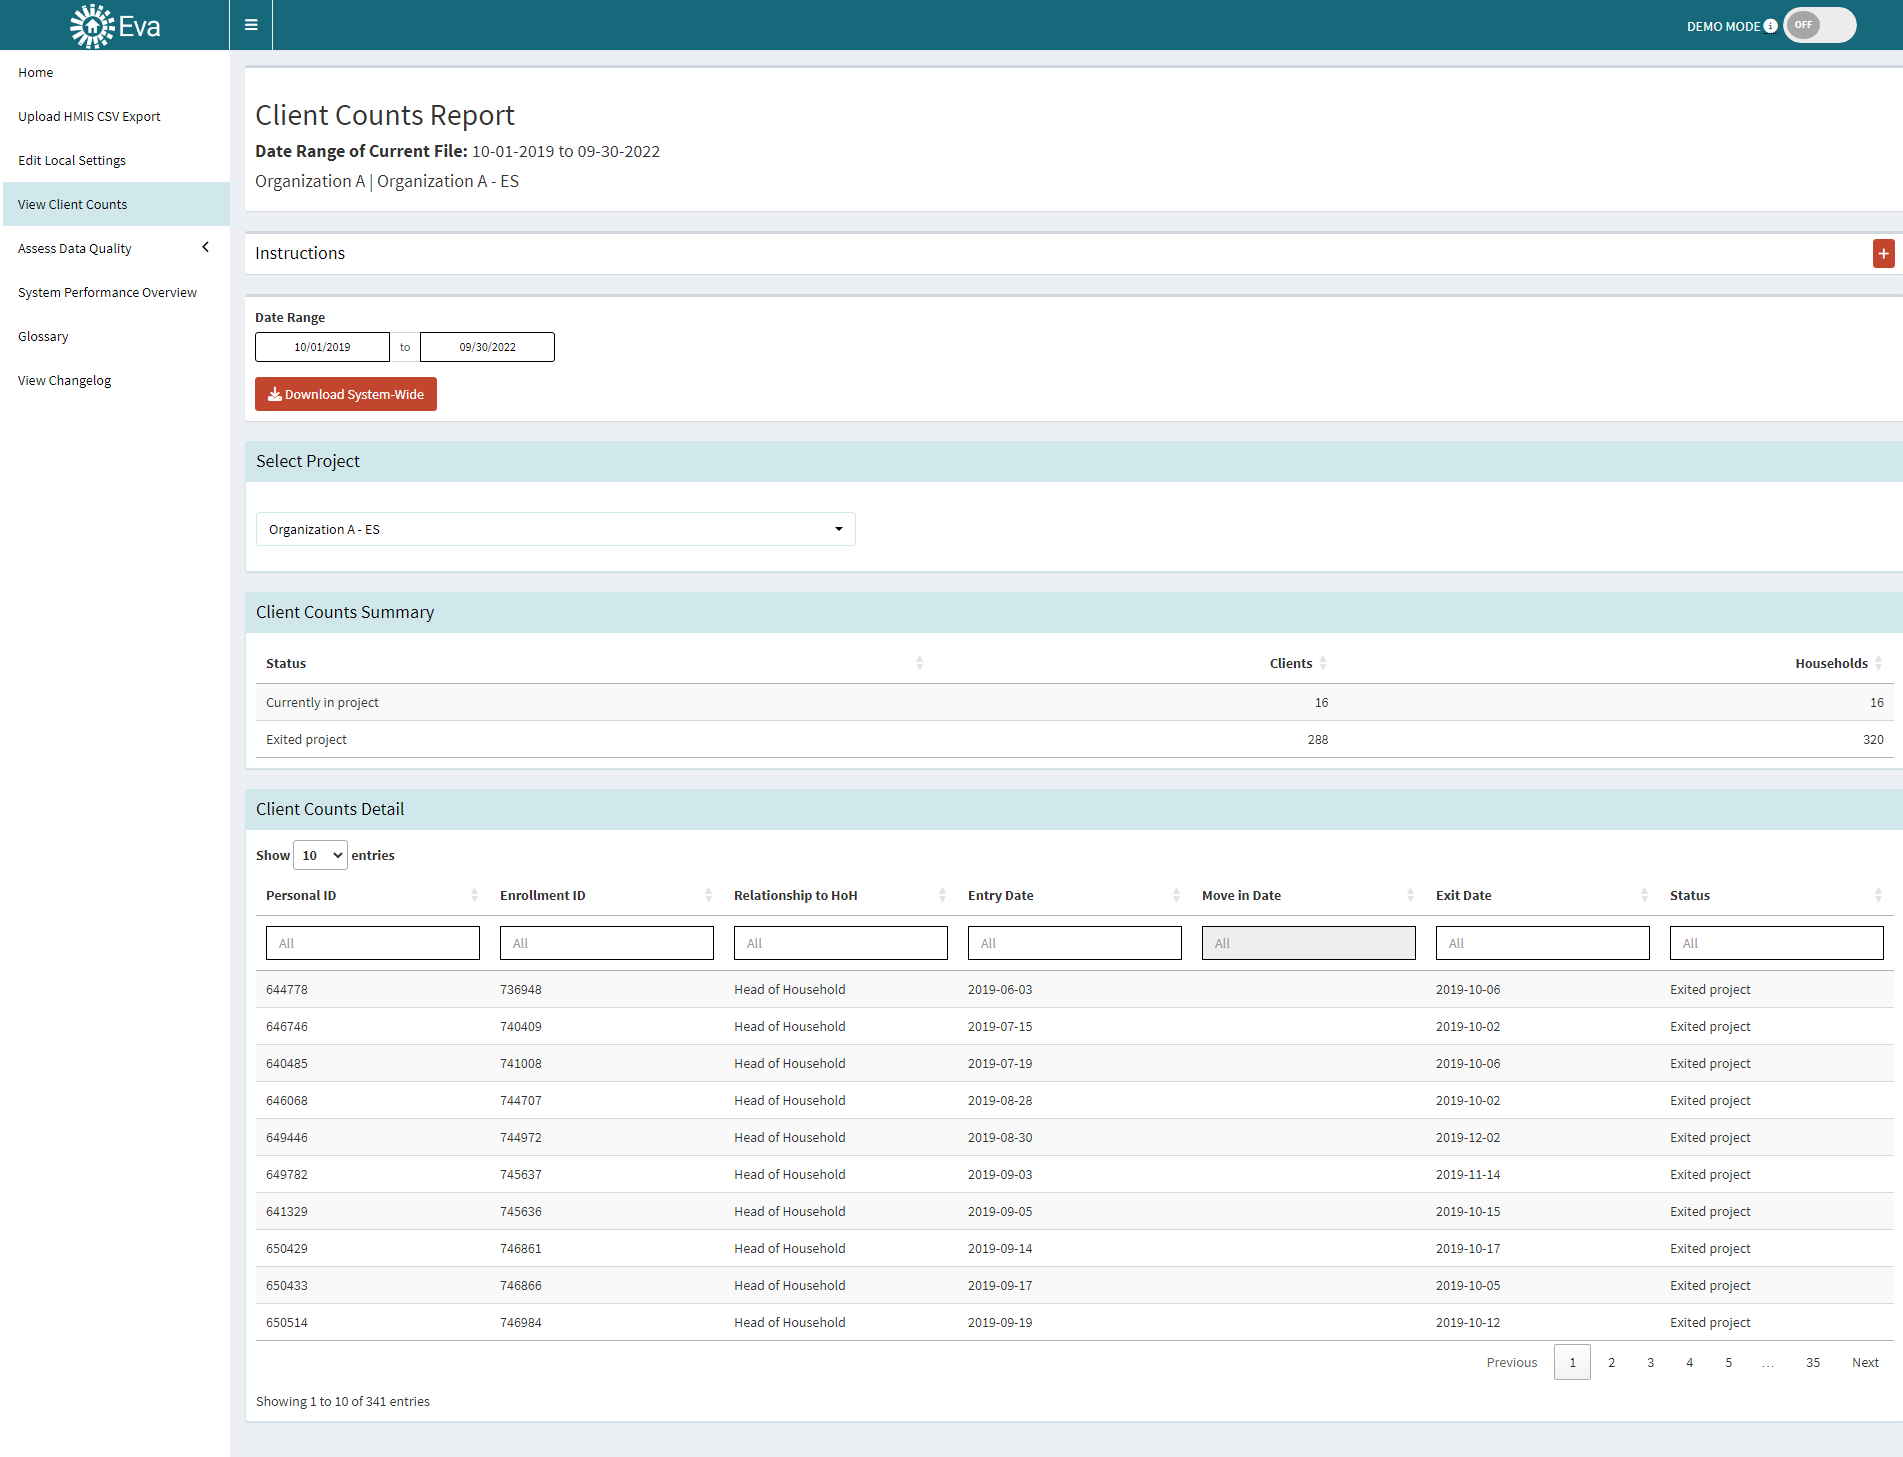 Eva
DEMO MODE i OFF
Home
Upload HMIS CSV Export
Edit Local Settings
View Client Counts
Assess Data Quality
System Performance Overview
Glossary
View Changelog
Client Counts Report
Date Range of Current File: 10-01-2019 to 09-30-2022
Organization A | Organization A - ES
Instructions
Date Range
10/01/2019 to 09/30/2022
Download System-Wide
Select Project
Organization A - ES
Client Counts Summary
Status Clients Households
Currently in project 16 16
Exited project 288 320
Client Counts Detail
Show 10 entries
Personal ID Enrollment ID Relationship to HoH Entry Date Move in Date Exit Date Status
All All All All All All All
644778 736948 Head of Household 2019-06-03 2019-10-06 Exited project
646746 740409 Head of Household 2019-07-15 2019-10-02 Exited project
640485 741008 Head of Household 2019-07-19 2019-10-06 Exited project
646068 744707 Head of Household 2019-08-28 2019-10-02 Exited project
649446 744972 Head of Household 2019-08-30 2019-12-02 Exited project
649782 745637 Head of Household 2019-09-03 2019-11-14 Exited project
641329 745636 Head of Household 2019-09-05 2019-10-15 Exited project
650429 746861 Head of Household 2019-09-14 2019-10-17 Exited project
650433 746866 Head of Household 2019-09-17 2019-10-05 Exited project
650514 746984 Head of Household 2019-09-19 2019-10-12 Exited project
Previous 1 2 3 4 5 … 35 Next
Showing 1 to 10 of 341 entries